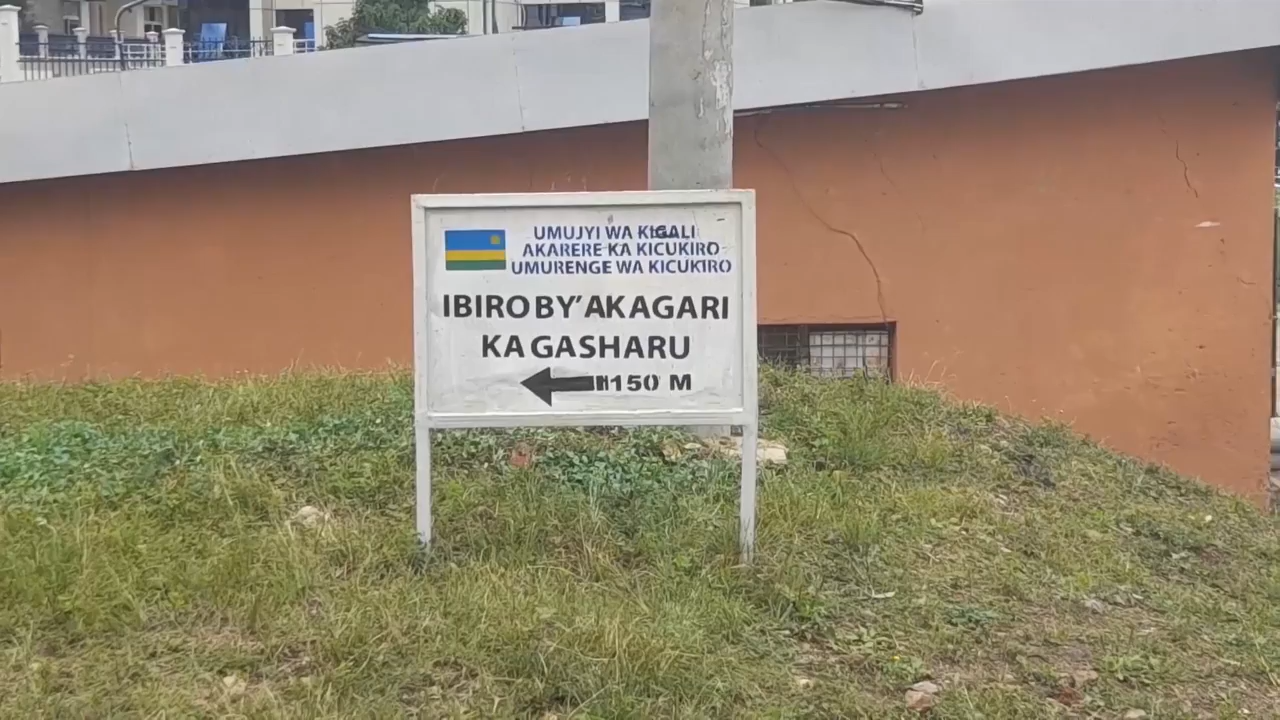 UMUJYI WA KIGALI
AKARERE KA KICUKIRO
UMURENGE WA KICUKIRO
IBIRO BY'AKAGARI
KA GASHARU
150 M